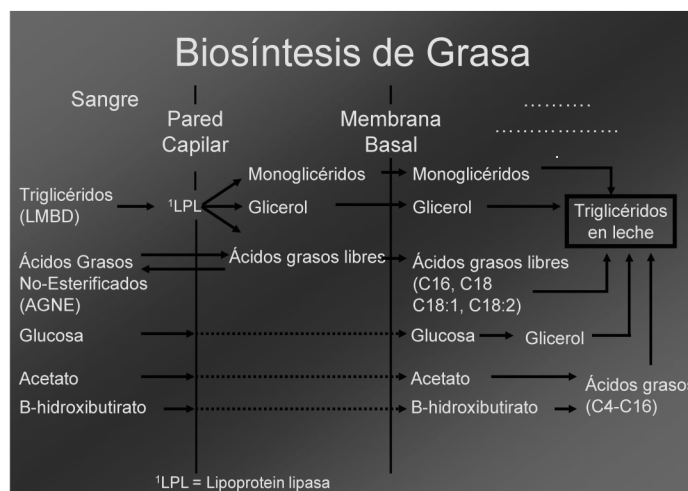 Biosíntesis de Grasa
Sangre
Pared
Capilar
Membrana
Basal
……….
………………
.
Triglicéridos
(LMBD)
¹LPL
Monoglicéridos
Monoglicéridos
Glicerol
Glicerol
Triglicéridos
en leche
Ácidos Grasos
No-Esterificados
(AGNE)
Ácidos grasos libres
Ácidos grasos libres
(C16, C18
C18:1, C18:2)
Glucosa
Glucosa
Glicerol
Acetato
Acetato
Ácidos grasos
(C4-C16)
B-hidroxibutirato
B-hidroxibutirato
¹LPL = Lipoprotein lipasa